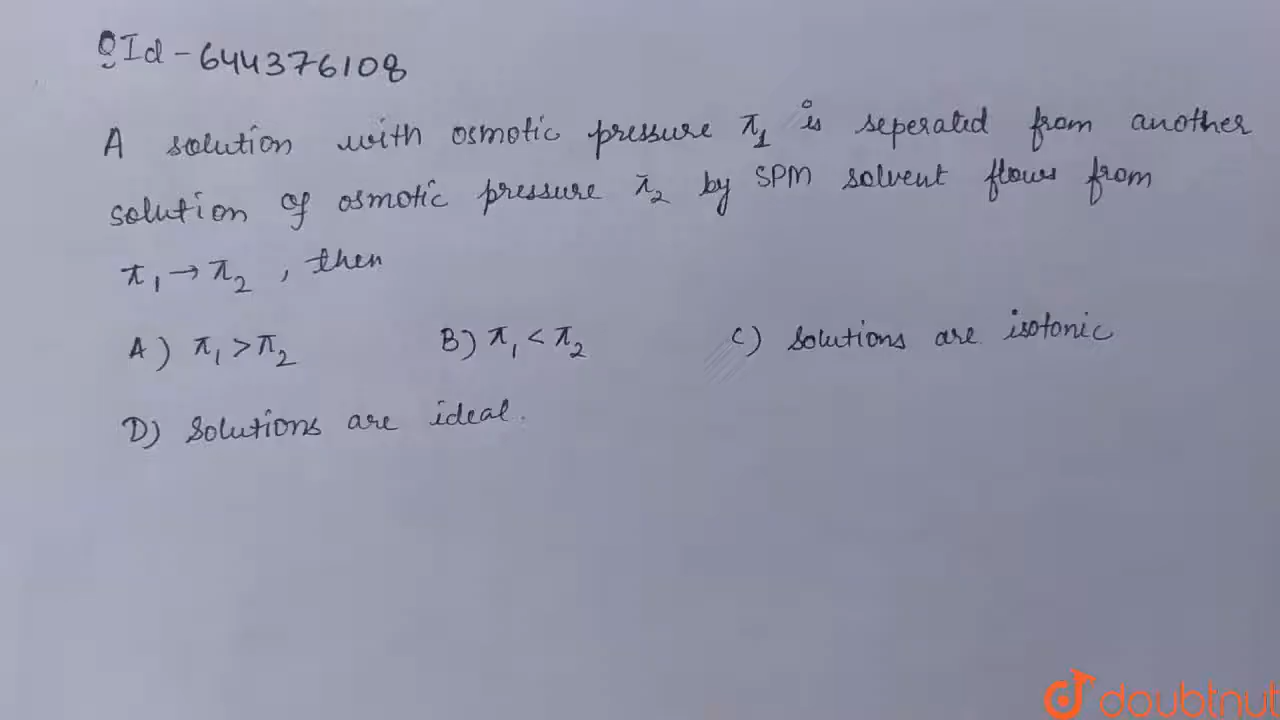 QId - 644376108
A solution with osmotic pressure π1 is seperated from another
solution of osmotic pressure π2 by SPM solvent flows from
π1 → π2, then
A) π1 > π2 B) π1 < π2 C) solutions are isotonic
D) Solutions are ideal.
doubtnut